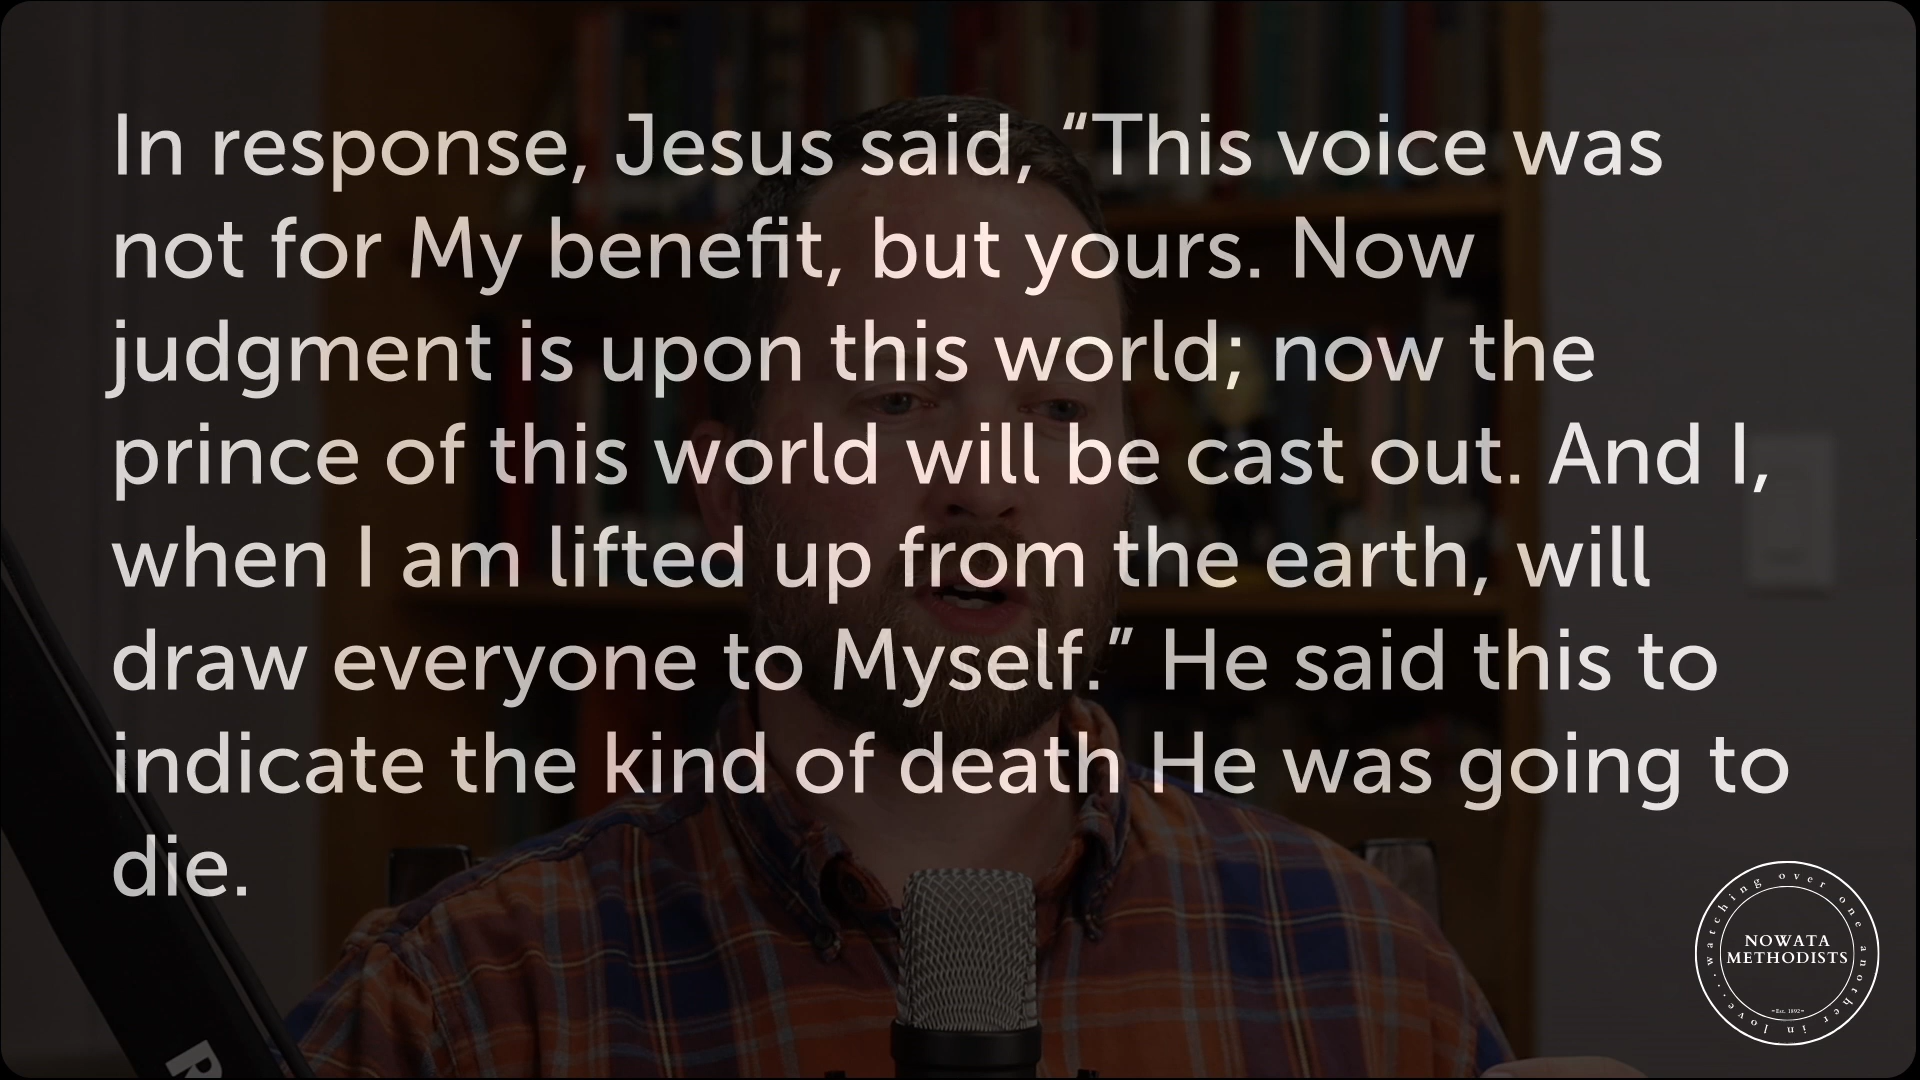 In response, Jesus said, “This voice was
not for My benefit, but yours. Now
judgment is upon this world; now the
prince of this world will be cast out. And I,
when I am lifted up from the earth, will
draw everyone to Myself.” He said this to
indicate the kind of death He was going to
die.
watching over one another in love...
NOWATA
METHODISTS
~Est. 1892~
R